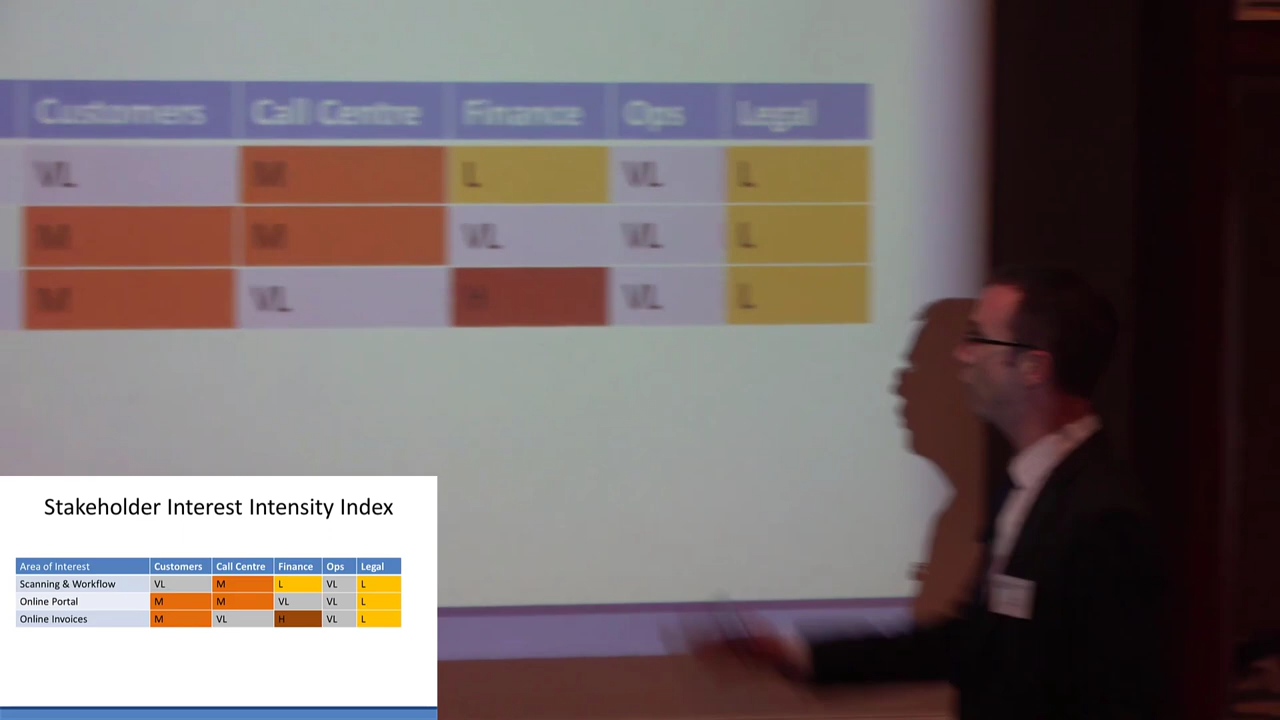 Customers Call Centre Finance Ops Legal
VL M L VL L
M M VL VL L
M VL H VL L
Stakeholder Interest Intensity Index
Area of Interest Customers Call Centre Finance Ops Legal
Scanning & Workflow VL M L VL L
Online Portal M M VL VL L
Online Invoices M VL H VL L